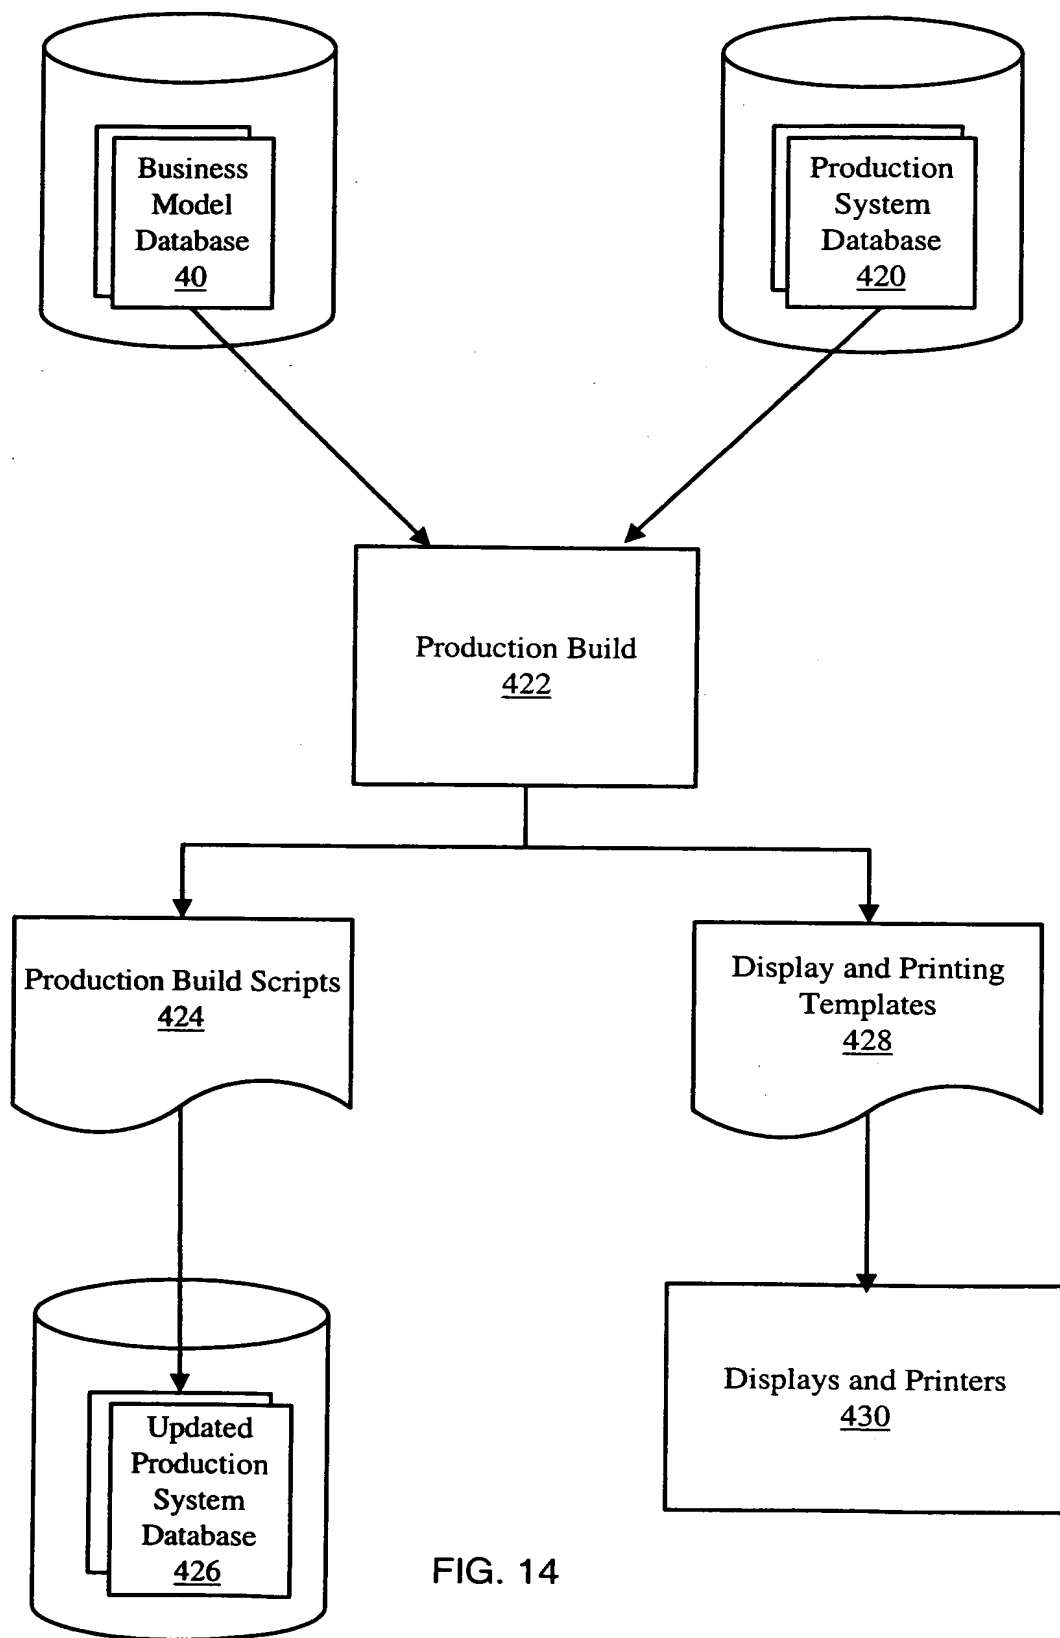 Business
Model
Database
40
Production
System
Database
420
Production Build
422
Production Build Scripts
424
Display and Printing
Templates
428
Updated
Production
System
Database
426
Displays and Printers
430
FIG. 14